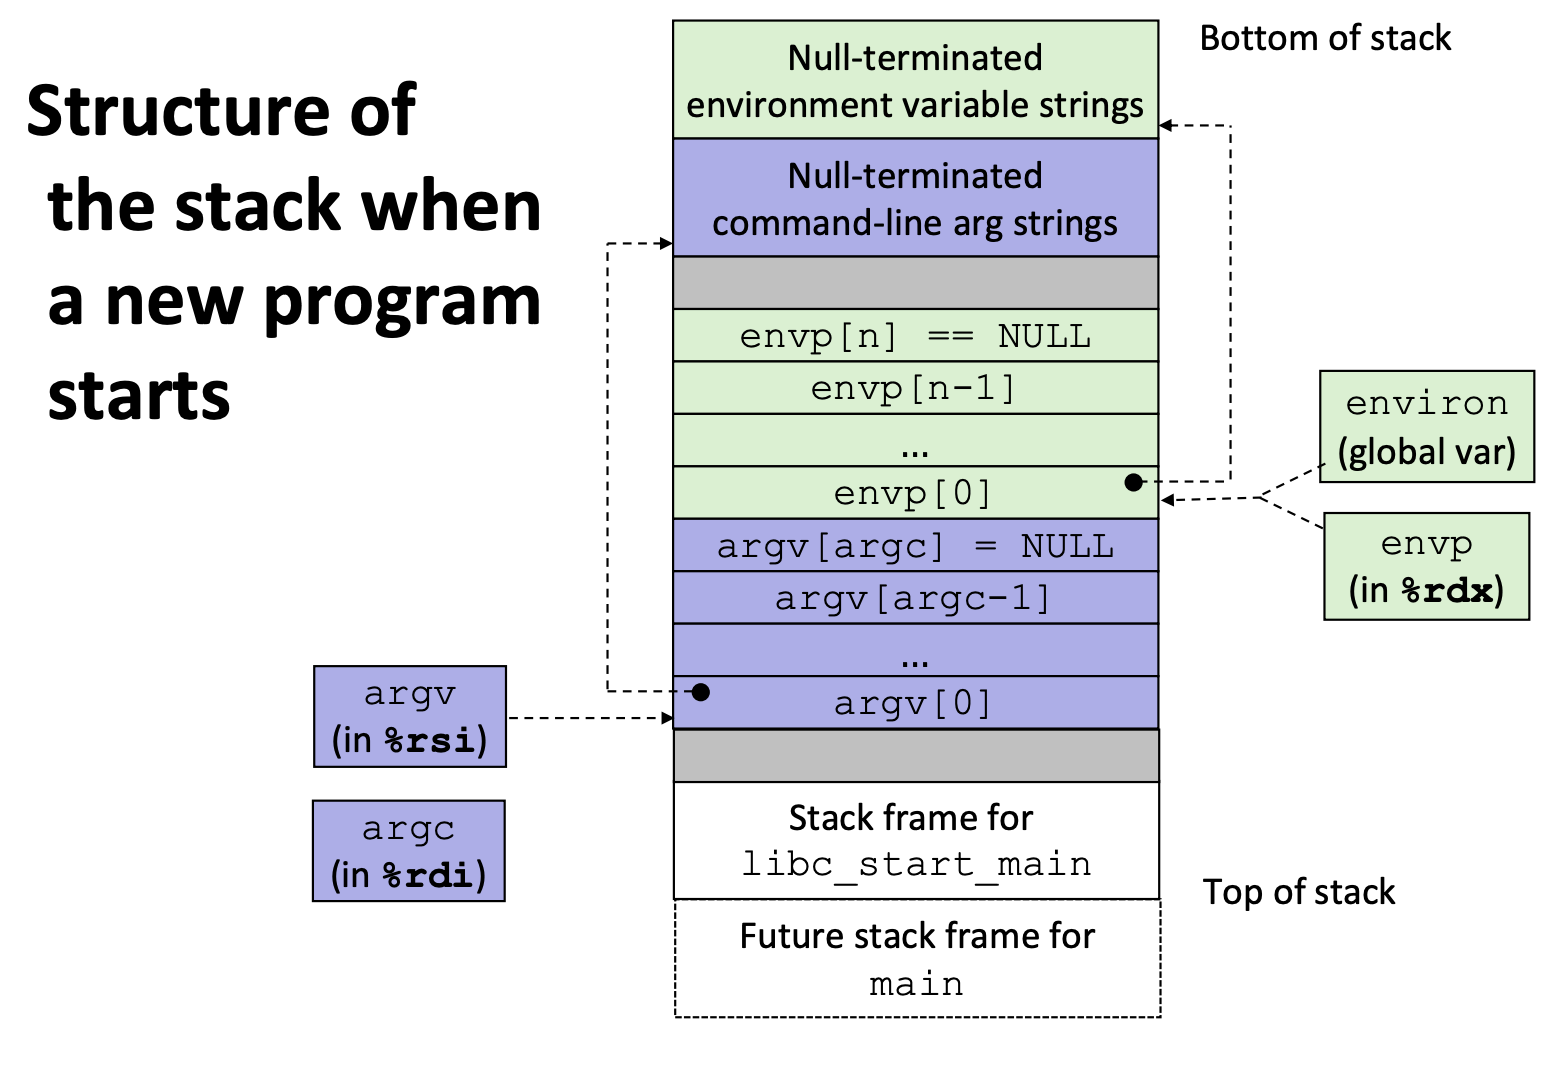 Structure of
the stack when
a new program
starts
Bottom of stack
Null-terminated
environment variable strings
Null-terminated
command-line arg strings
envp[n] == NULL
envp[n-1]
...
envp[0]
argv[argc] = NULL
argv[argc-1]
...
argv[0]
environ
(global var)
envp
(in %rdx)
argv
(in %rsi)
argc
(in %rdi)
Stack frame for
libc_start_main
Top of stack
Future stack frame for
main